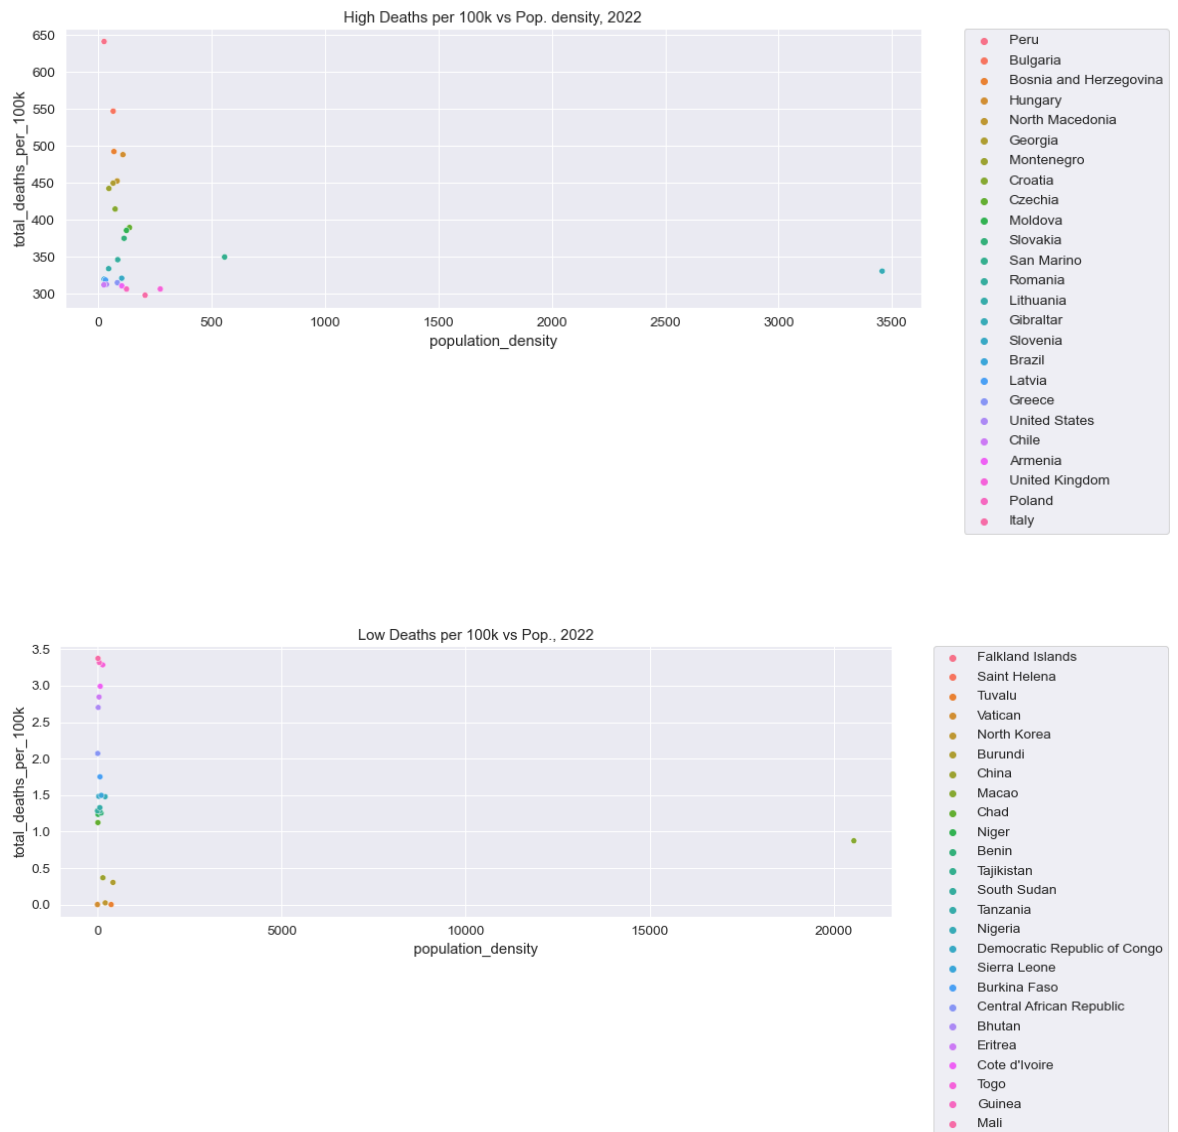 High Deaths per 100k vs Pop. density, 2022
total_deaths_per_100k
650
600
550
500
450
400
350
300
0 500 1000 1500 2000 2500 3000 3500
population_density
Peru
Bulgaria
Bosnia and Herzegovina
Hungary
North Macedonia
Georgia
Montenegro
Croatia
Czechia
Moldova
Slovakia
San Marino
Romania
Lithuania
Gibraltar
Slovenia
Brazil
Latvia
Greece
United States
Chile
Armenia
United Kingdom
Poland
Italy
Low Deaths per 100k vs Pop., 2022
total_deaths_per_100k
3.5
3.0
2.5
2.0
1.5
1.0
0.5
0.0
0 5000 10000 15000 20000
population_density
Falkland Islands
Saint Helena
Tuvalu
Vatican
North Korea
Burundi
China
Macao
Chad
Niger
Benin
Tajikistan
South Sudan
Tanzania
Nigeria
Democratic Republic of Congo
Sierra Leone
Burkina Faso
Central African Republic
Bhutan
Eritrea
Cote d'Ivoire
Togo
Guinea
Mali